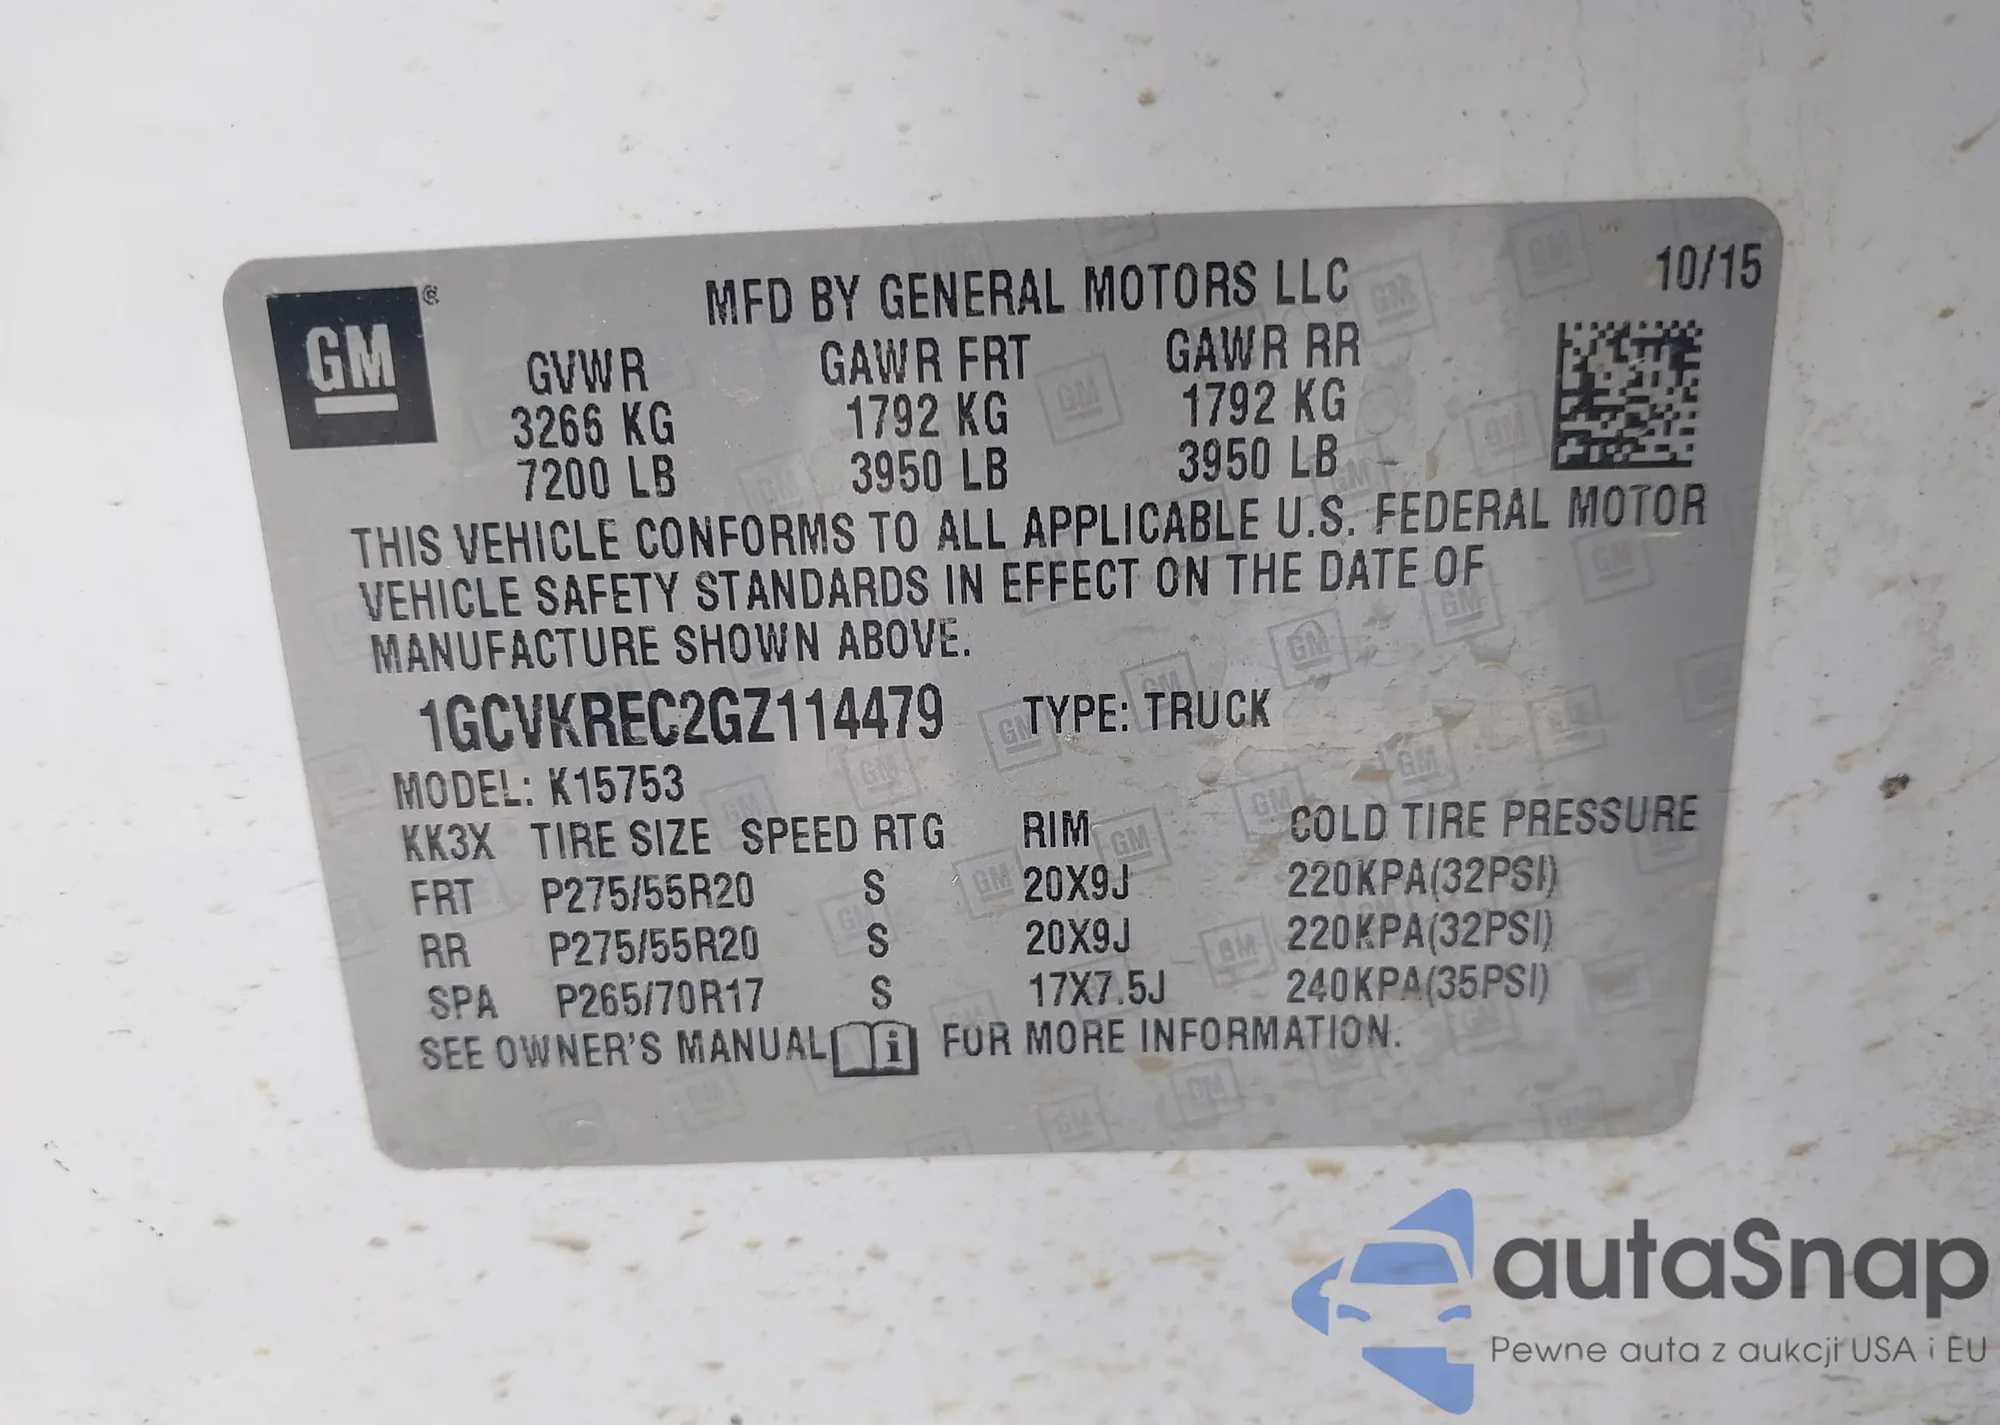 GM®
MFD BY GENERAL MOTORS LLC 10/15
GVWR GAWR FRT GAWR RR
3266 KG 1792 KG 1792 KG
7200 LB 3950 LB 3950 LB
THIS VEHICLE CONFORMS TO ALL APPLICABLE U.S. FEDERAL MOTOR
VEHICLE SAFETY STANDARDS IN EFFECT ON THE DATE OF
MANUFACTURE SHOWN ABOVE.
1GCVKREC2GZ114479 TYPE: TRUCK
MODEL: K15753
KK3X TIRE SIZE SPEED RTG RIM COLD TIRE PRESSURE
FRT P275/55R20 S 20X9J 220KPA(32PSI)
RR P275/55R20 S 20X9J 220KPA(32PSI)
SPA P265/70R17 S 17X7.5J 240KPA(35PSI)
SEE OWNER'S MANUAL i FOR MORE INFORMATION.
autaSnap
Pewne auta z aukcji USA i EU